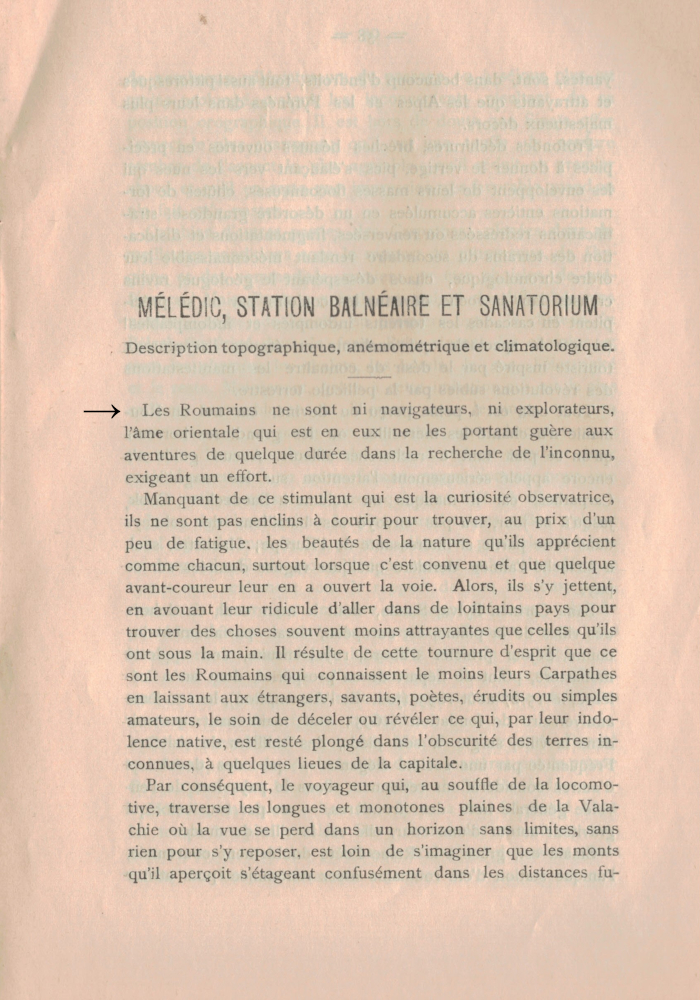 MÉLÉDIC, STATION BALNÉAIRE ET SANATORIUM
Description topographique, anémométrique et climatologique.
→ Les Roumains ne sont ni navigateurs, ni explorateurs,
l'âme orientale qui est en eux ne les portant guère aux
aventures de quelque durée dans la recherche de l'inconnu,
exigeant un effort.
Manquant de ce stimulant qui est la curiosité observatrice,
ils ne sont pas enclins à courir pour trouver, au prix d'un
peu de fatigue, les beautés de la nature qu'ils apprécient
comme chacun, surtout lorsque c'est convenu et que quelque
avant-coureur leur en a ouvert la voie. Alors, ils s'y jettent,
en avouant leur ridicule d'aller dans de lointains pays pour
trouver des choses souvent moins attrayantes que celles qu'ils
ont sous la main. Il résulte de cette tournure d'esprit que ce
sont les Roumains qui connaissent le moins leurs Carpathes
en laissant aux étrangers, savants, poètes, érudits ou simples
amateurs, le soin de déceler ou révéler ce qui, par leur indo-
lence native, est resté plongé dans l'obscurité des terres in-
connues, à quelques lieues de la capitale.
Par conséquent, le voyageur qui, au souffle de la locomo-
tive, traverse les longues et monotones plaines de la Vala-
chie où la vue se perd dans un horizon sans limites, sans
rien pour s'y reposer, est loin de s'imaginer que les monts
qu'il aperçoit s'étageant confusément dans les distances fu-